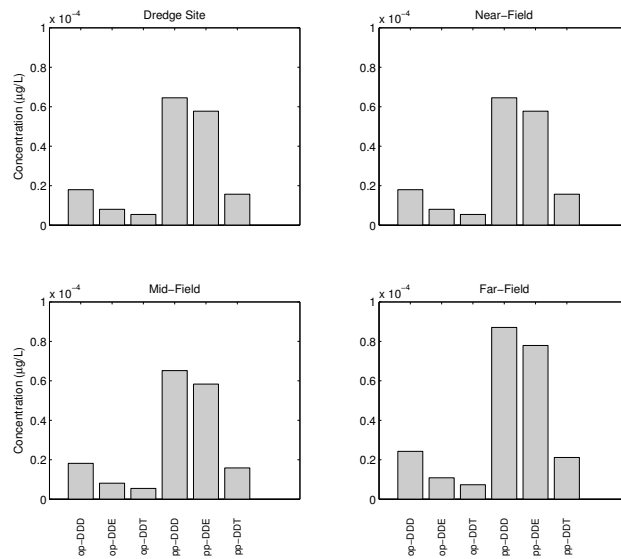 Dredge Site
x 10^-4
1
0.8
0.6
0.4
0.2
0
Concentration (µg/L)
Near−Field
x 10^-4
1
0.8
0.6
0.4
0.2
0
Mid−Field
x 10^-4
1
0.8
0.6
0.4
0.2
0
Concentration (µg/L)
op−DDD
op−DDE
op−DDT
pp−DDD
pp−DDE
pp−DDT
Far−Field
x 10^-4
1
0.8
0.6
0.4
0.2
0
op−DDD
op−DDE
op−DDT
pp−DDD
pp−DDE
pp−DDT